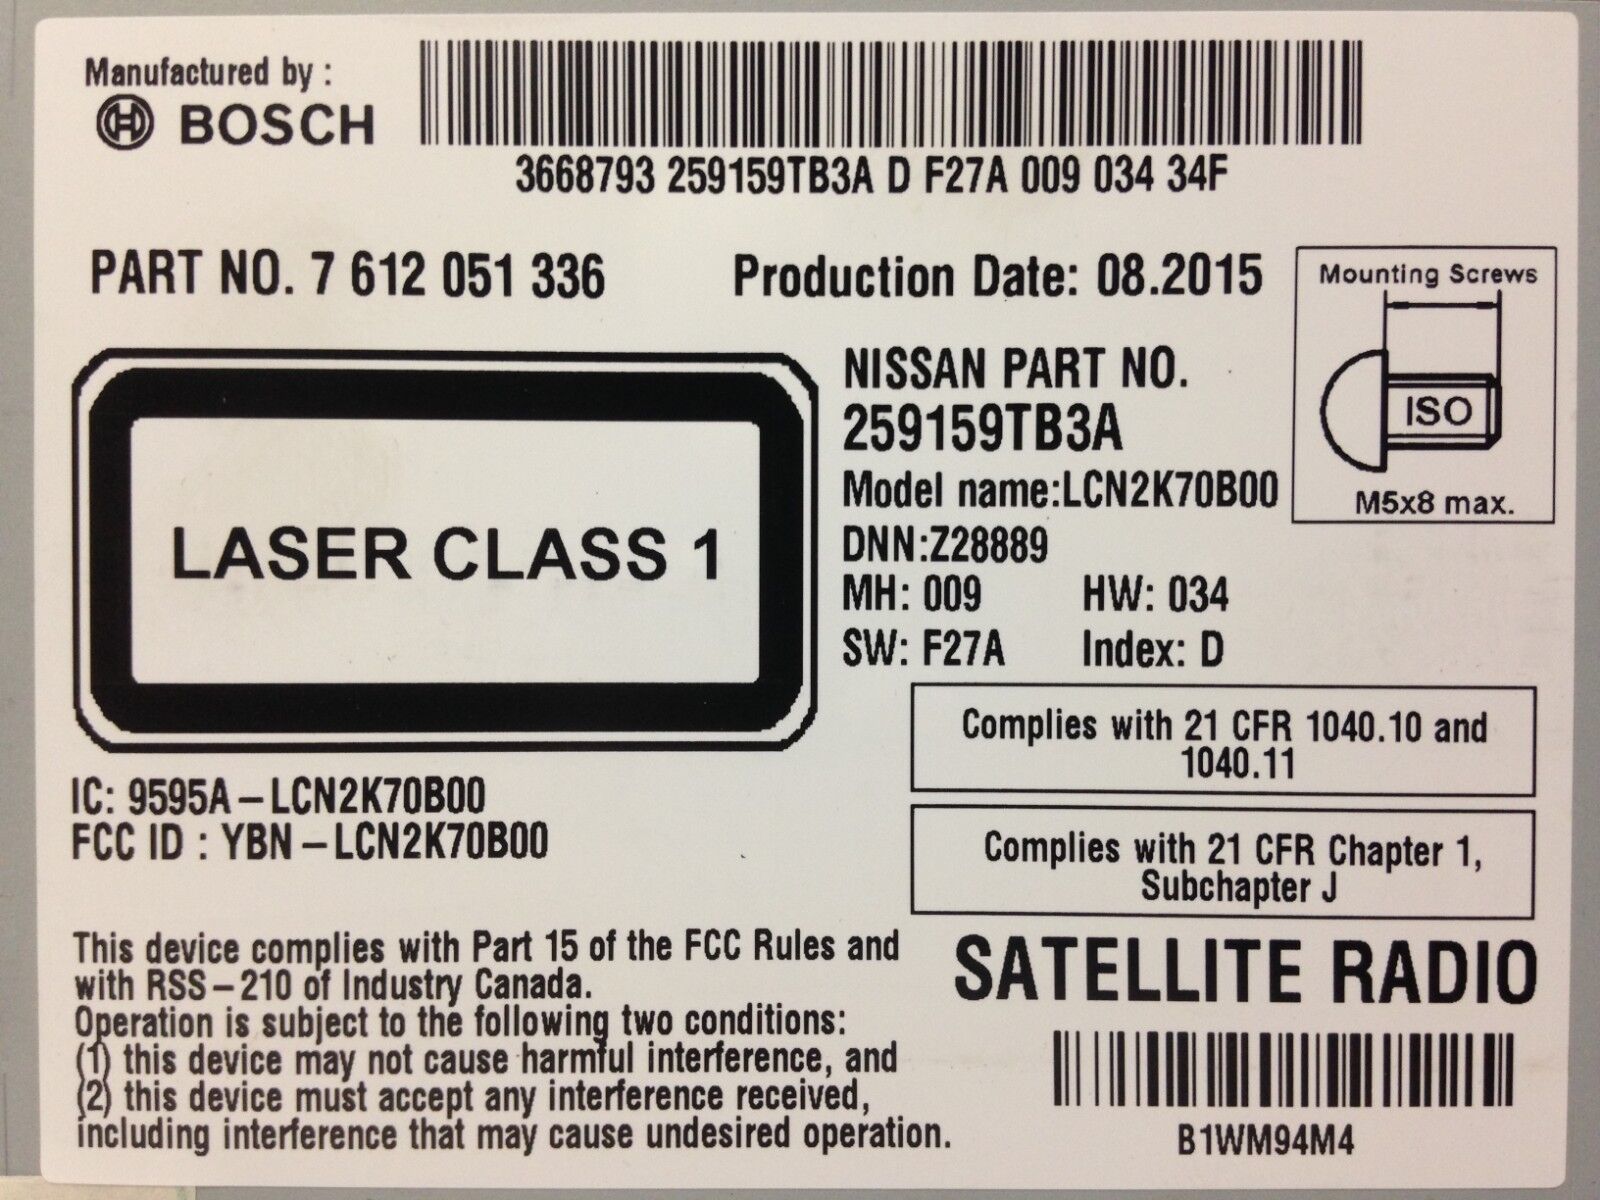 Manufactured by :
BOSCH
3668793 259159TB3A D F27A 009 034 34F
PART NO. 7 612 051 336
Production Date: 08.2015
Mounting Screws
ISO
M5x8 max.
LASER CLASS 1
NISSAN PART NO.
259159TB3A
Model name:LCN2K70B00
DNN:Z28889
MH: 009 HW: 034
SW: F27A Index: D
Complies with 21 CFR 1040.10 and
1040.11
Complies with 21 CFR Chapter 1,
Subchapter J
IC: 9595A-LCN2K70B00
FCC ID : YBN-LCN2K70B00
This device complies with Part 15 of the FCC Rules and
with RSS-210 of Industry Canada.
Operation is subject to the following two conditions:
(1) this device may not cause harmful interference, and
(2) this device must accept any interference received,
including interference that may cause undesired operation.
SATELLITE RADIO
B1WM94M4